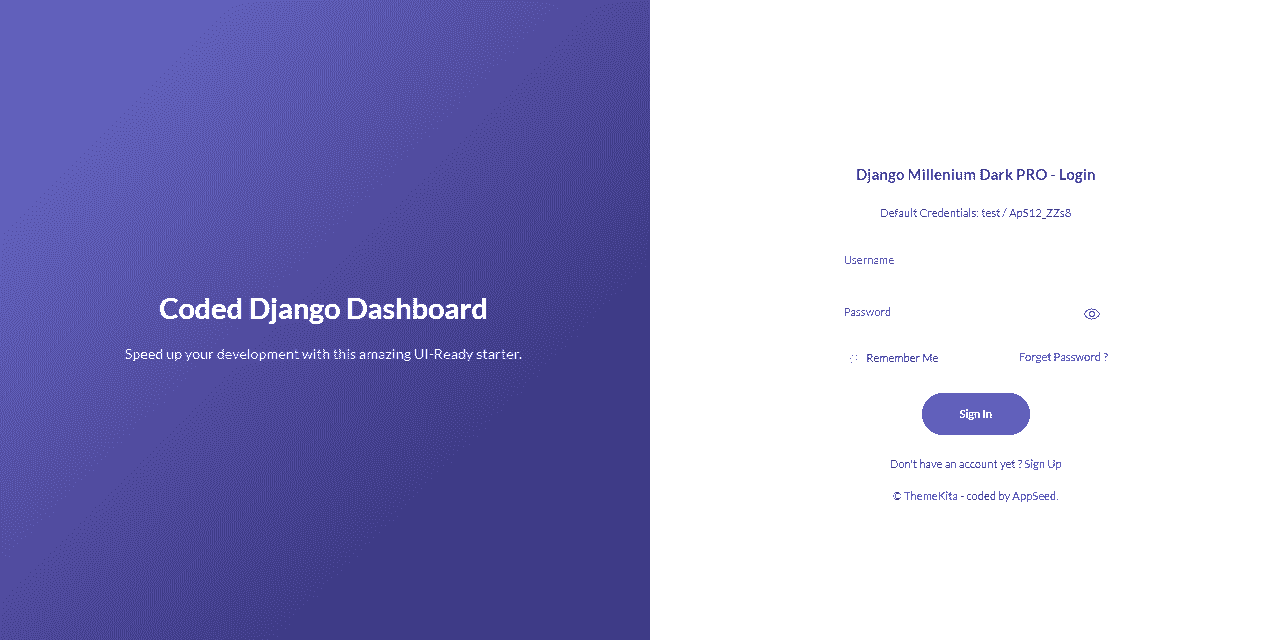 Coded Django Dashboard
Speed up your development with this amazing UI-Ready starter.
Django Millenium Dark PRO - Login
Default Credentials: test / ApS12_ZZs8
Username
Password
Remember Me
Forget Password ?
Sign In
Don't have an account yet ? Sign Up
© ThemeKita - coded by AppSeed.